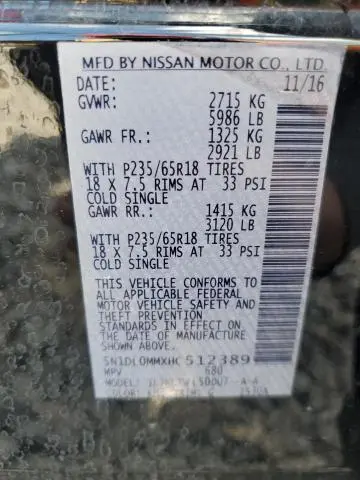 MFD BY NISSAN MOTOR CO., LTD.
DATE: 11/16
GVWR: 2715 KG
5986 LB
GAWR FR.: 1325 KG
2921 LB
WITH P235/65R18 TIRES
18 X 7.5 RIMS AT 33 PSI
COLD SINGLE
GAWR RR.: 1415 KG
3120 LB
WITH P235/65R18 TIRES
18 X 7.5 RIMS AT 33 PSI
COLD SINGLE
THIS VEHICLE CONFORMS TO
ALL APPLICABLE FEDERAL
MOTOR VEHICLE SAFETY AND
THEFT PREVENTION
STANDARDS IN EFFECT ON
THE DATE OF MANUFACTURE
SHOWN ABOVE.
5N1DL0MMXHC512389
MPV 680
MODEL: